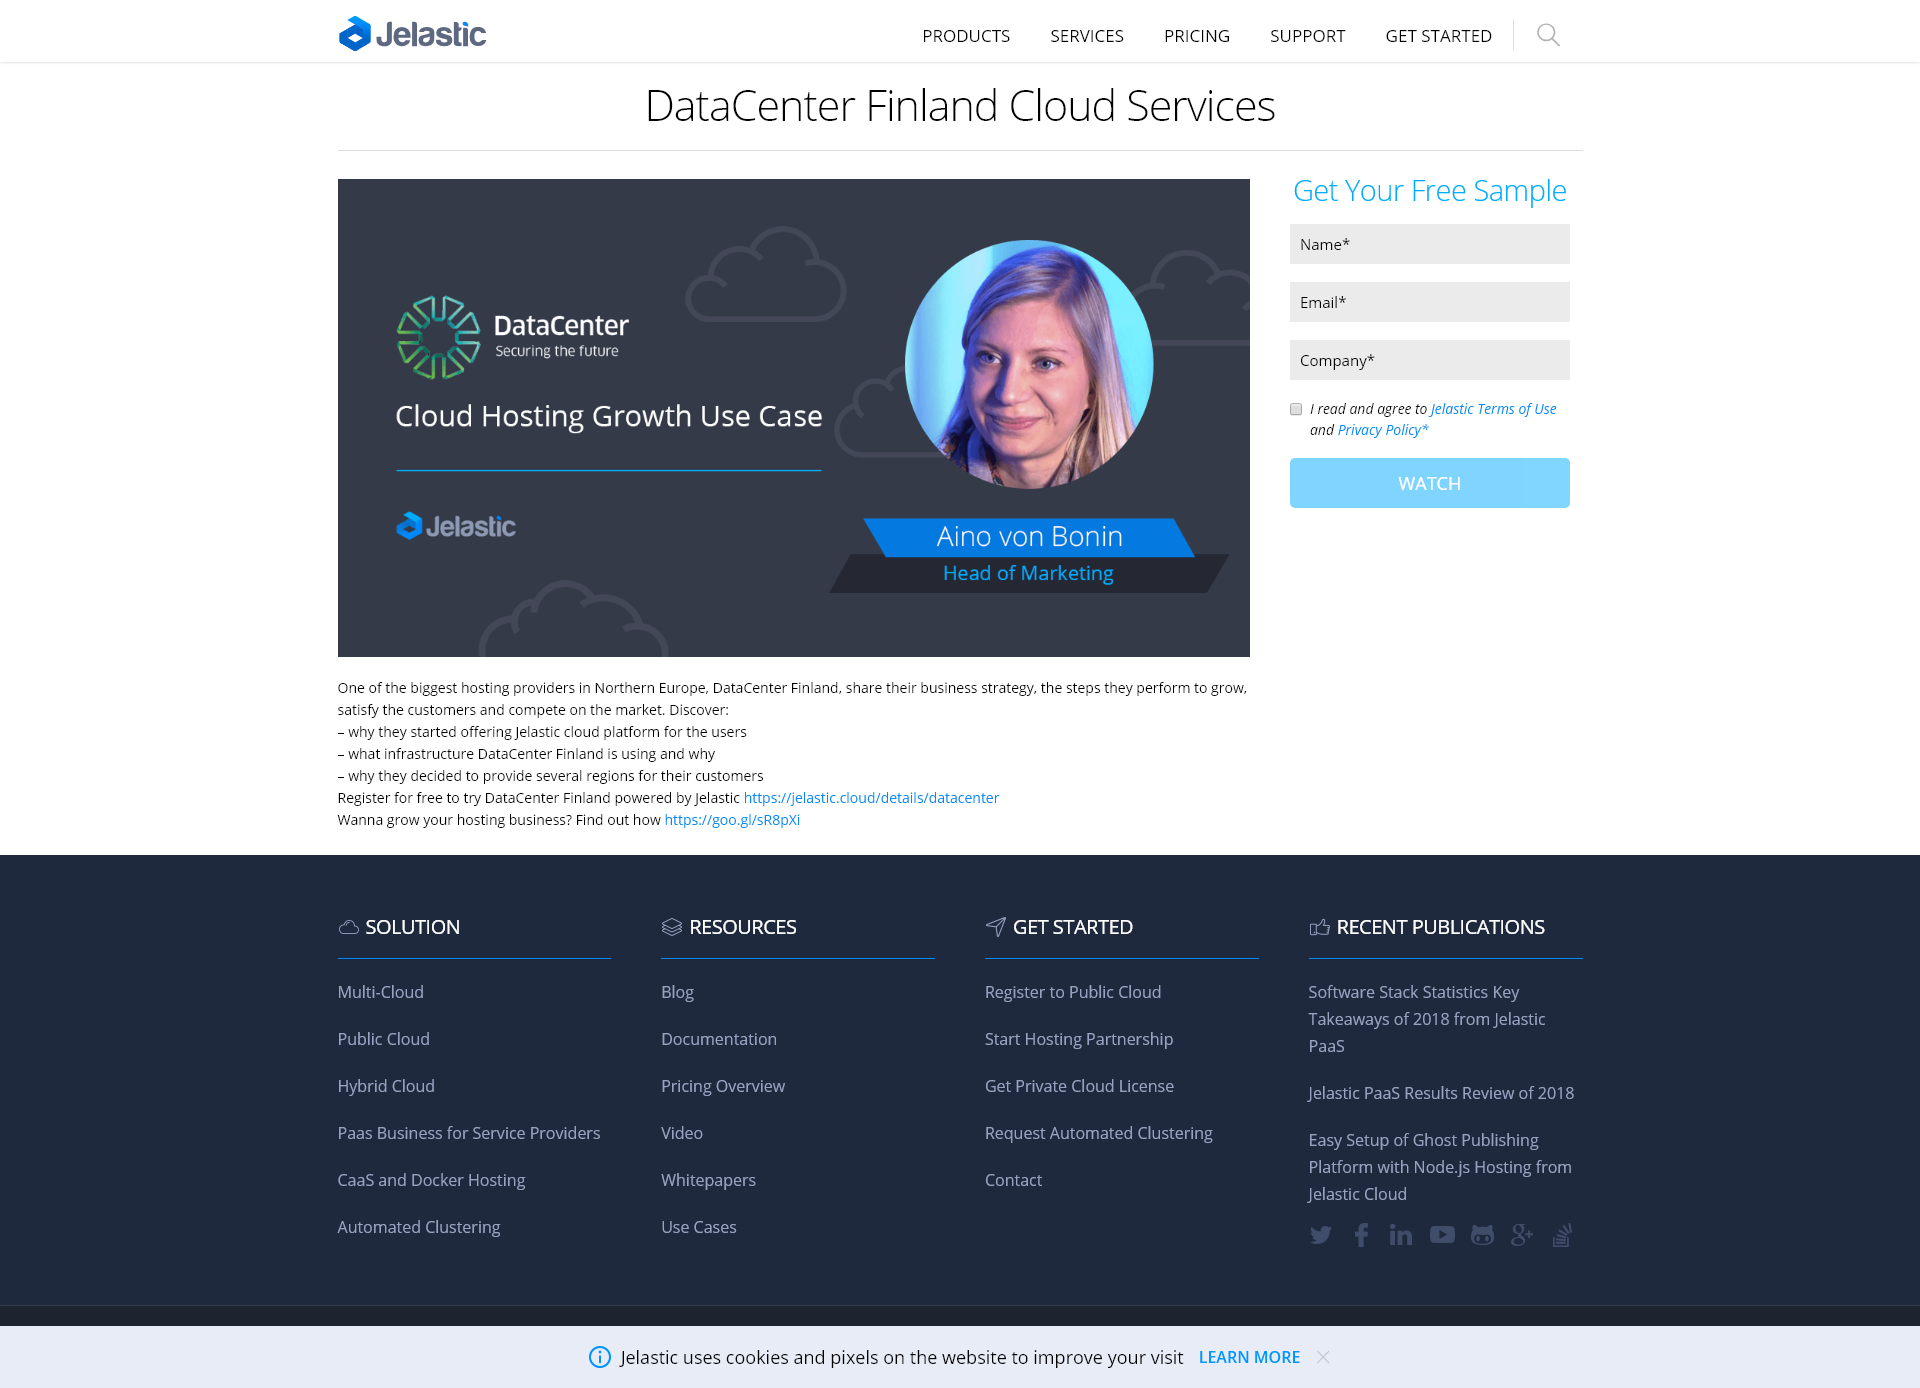 Jelastic
PRODUCTS
SERVICES
PRICING
SUPPORT
GET STARTED
DataCenter Finland Cloud Services
DataCenter
Securing the future
Cloud Hosting Growth Use Case
Jelastic
Aino von Bonin
Head of Marketing
Get Your Free Sample
Name*
Email*
Company*
I read and agree to Jelastic Terms of Use
and Privacy Policy*
WATCH
One of the biggest hosting providers in Northern Europe, DataCenter Finland, share their business strategy, the steps they perform to grow,
satisfy the customers and compete on the market. Discover:
– why they started offering Jelastic cloud platform for the users
– what infrastructure DataCenter Finland is using and why
– why they decided to provide several regions for their customers
Register for free to try DataCenter Finland powered by Jelastic https://jelastic.cloud/details/datacenter
Wanna grow your hosting business? Find out how https://goo.gl/sR8pXi
SOLUTION
Multi-Cloud
Public Cloud
Hybrid Cloud
Paas Business for Service Providers
CaaS and Docker Hosting
Automated Clustering
RESOURCES
Blog
Documentation
Pricing Overview
Video
Whitepapers
Use Cases
GET STARTED
Register to Public Cloud
Start Hosting Partnership
Get Private Cloud License
Request Automated Clustering
Contact
RECENT PUBLICATIONS
Software Stack Statistics Key
Takeaways of 2018 from Jelastic
PaaS
Jelastic PaaS Results Review of 2018
Easy Setup of Ghost Publishing
Platform with Node.js Hosting from
Jelastic Cloud
Jelastic uses cookies and pixels on the website to improve your visit
LEARN MORE